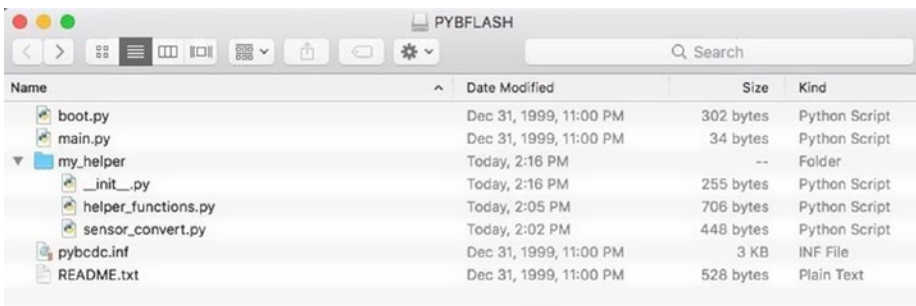 PYBFLASH
Search
Name Date Modified Size Kind
boot.py Dec 31, 1999, 11:00 PM 302 bytes Python Script
main.py Dec 31, 1999, 11:00 PM 34 bytes Python Script
my_helper Today, 2:16 PM -- Folder
__init__.py Today, 2:16 PM 255 bytes Python Script
helper_functions.py Today, 2:05 PM 706 bytes Python Script
sensor_convert.py Today, 2:02 PM 448 bytes Python Script
pybcdc.inf Dec 31, 1999, 11:00 PM 3 KB INF File
README.txt Dec 31, 1999, 11:00 PM 528 bytes Plain Text